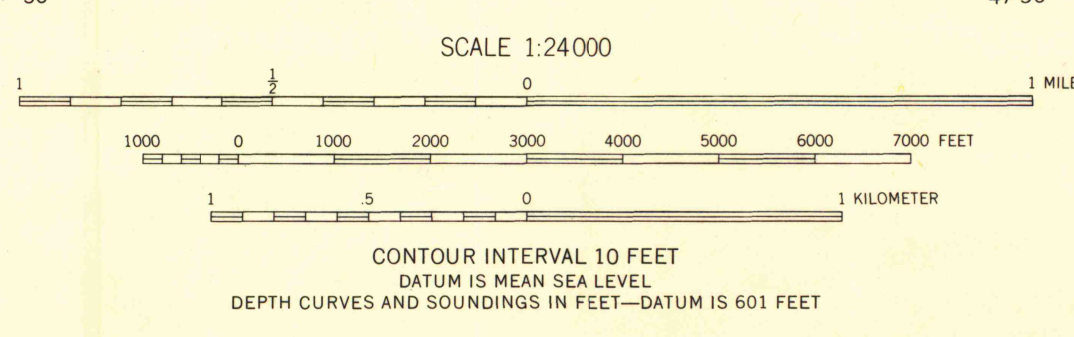 SCALE 1:24000
1 ½ 0 1 MILE
1000 0 1000 2000 3000 4000 5000 6000 7000 FEET
1 .5 0 1 KILOMETER
CONTOUR INTERVAL 10 FEET
DATUM IS MEAN SEA LEVEL
DEPTH CURVES AND SOUNDINGS IN FEET—DATUM IS 601 FEET